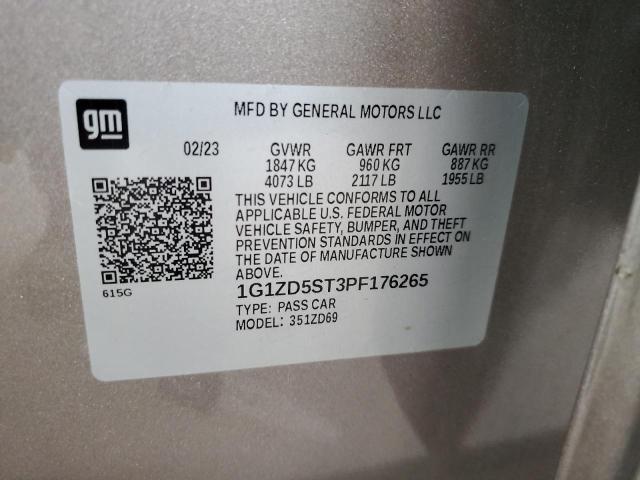 gm
MFD BY GENERAL MOTORS LLC
02/23 GVWR GAWR FRT GAWR RR
1847 KG 960 KG 887 KG
4073 LB 2117 LB 1955 LB
THIS VEHICLE CONFORMS TO ALL
APPLICABLE U.S. FEDERAL MOTOR
VEHICLE SAFETY, BUMPER, AND THEFT
PREVENTION STANDARDS IN EFFECT ON
THE DATE OF MANUFACTURE SHOWN
ABOVE.
615G
1G1ZD5ST3PF176265
TYPE: PASS CAR
MODEL: 351ZD69